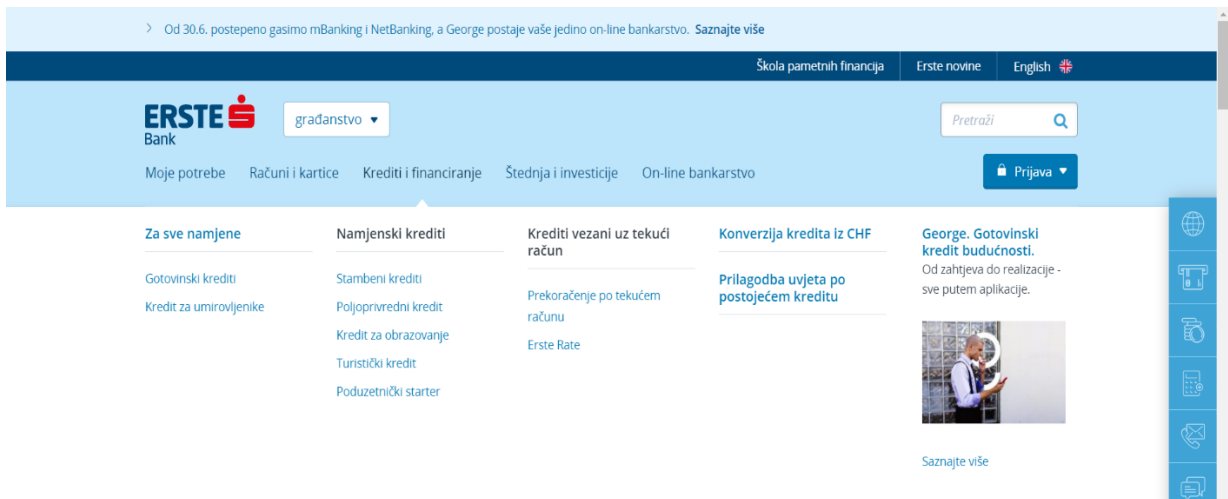 Od 30.6. postepeno gasimo mBanking i NetBanking, a George postaje vaše jedino on-line bankarstvo. Saznajte više
Škola pametnih financija
Erste novine
English
ERSTE
Bank
građanstvo
Pretraži
Moje potrebe
Računi i kartice
Krediti i financiranje
Štednja i investicije
On-line bankarstvo
Prijava
Za sve namjene
Gotovinski krediti
Kredit za umirovljenike
Namjenski krediti
Stambeni krediti
Poljoprivredni kredit
Kredit za obrazovanje
Turistički kredit
Poduzetnički starter
Krediti vezani uz tekući
račun
Prekoračenje po tekućem
računu
Erste Rate
Konverzija kredita iz CHF
Prilagodba uvjeta po
postojećem kreditu
George. Gotovinski
kredit budućnosti.
Od zahtjeva do realizacije -
sve putem aplikacije.
Saznajte više